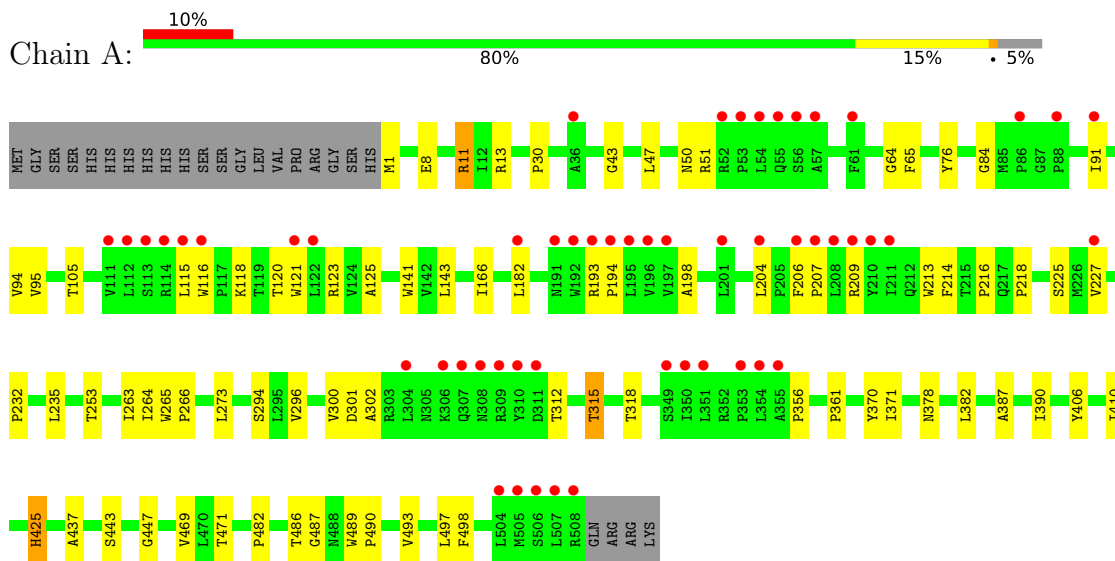 10%
Chain A:
80% 15% • 5%
MET GLY SER SER HIS HIS HIS HIS HIS HIS SER SER GLY LEU VAL PRO ARG GLY SER HIS M1 E8 R11 I12 R13 P30 A36 G43 L47 N50 R51 R52 P53 L54 Q55 S56 A57 F61 G64 F65 Y76 G84 M85 P86 G87 P88 I91
V94 V95 T105 V111 L112 S113 R114 L115 W116 P117 K118 T119 T120 W121 L122 R123 V124 A125 W141 V142 L143 I166 L182 N191 W192 R193 P194 L195 V196 V197 A198 L201 L204 P205 F206 P207 L208 R209 Y210 I211 Q212 W213 F214 T215 P216 Q217 P218 S225 M226 V227
P232 L235 T253 I263 I264 W265 P266 L273 S294 L295 V296 V300 D301 A302 R303 L304 N305 K306 Q307 N308 R309 Y310 D311 T312 T315 T318 S349 I350 L351 R352 P353 L354 A355 P356 P361 Y370 I371 N378 L382 A387 I390 Y406
H425 A437 S443 G447 V469 L470 T471 P482 T486 G487 N488 W489 P490 V493 L497 F498 L504 M505 S506 L507 R508 GLN ARG ARG LYS